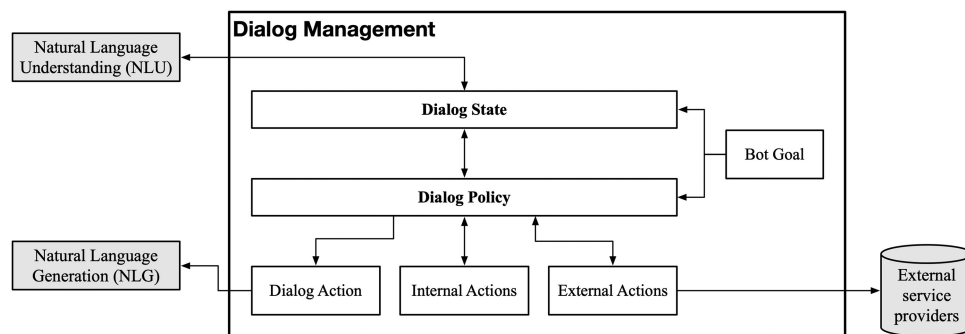 Dialog Management
Natural Language
Understanding (NLU)
Dialog State
Bot Goal
Dialog Policy
Natural Language
Generation (NLG)
Dialog Action
Internal Actions
External Actions
External
service
providers